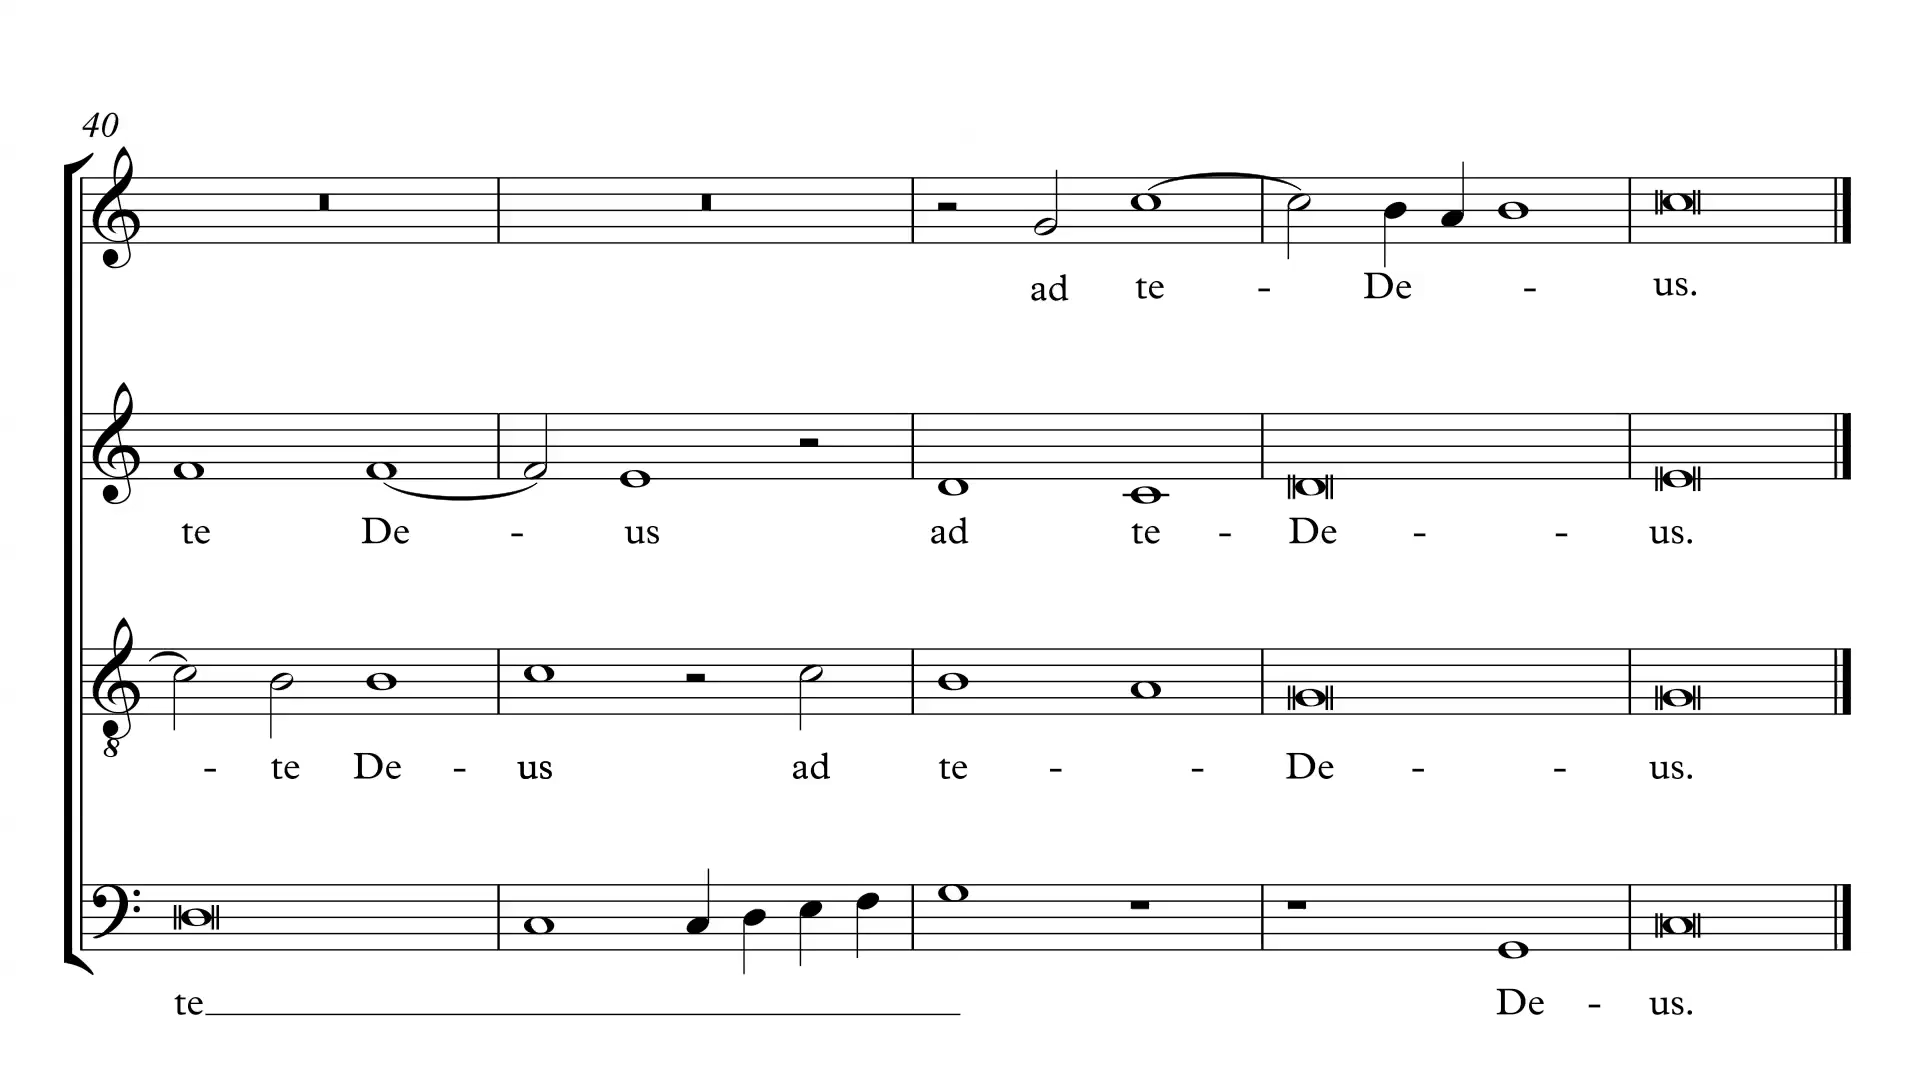 40
ad te - De - us.
te De - us ad te - De - - us.
8
- te De - us ad te - - De - - us.
te De - us.